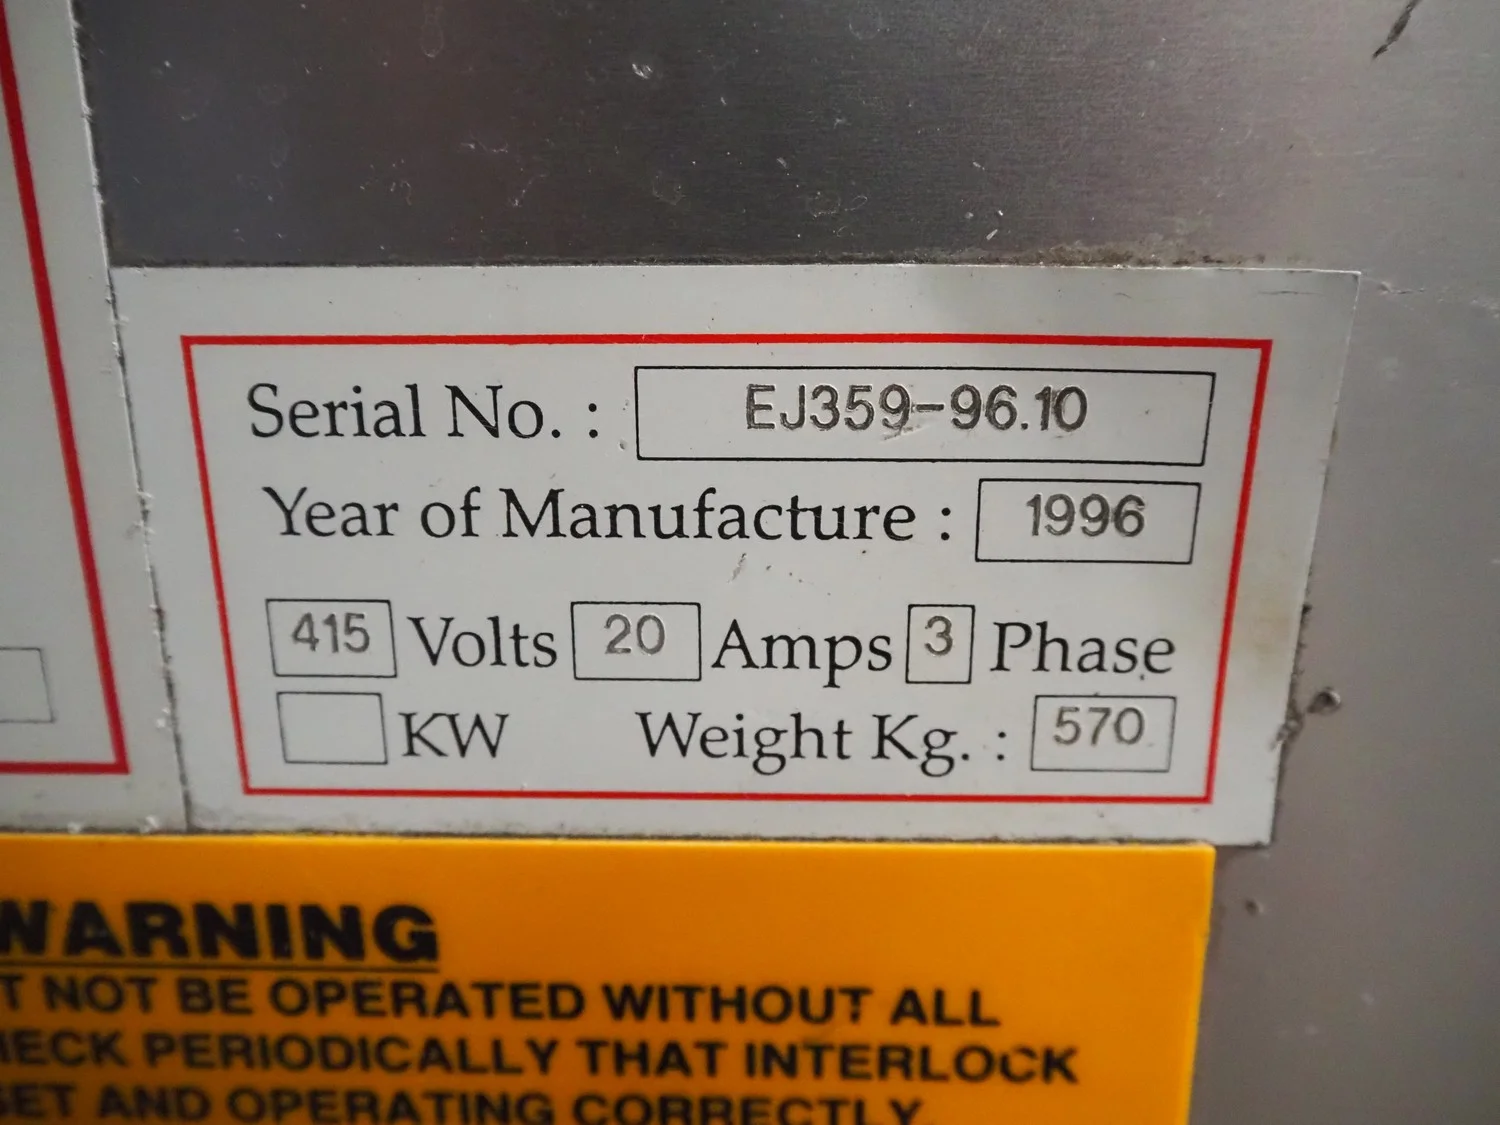 Serial No. : EJ359-96.10
Year of Manufacture : 1996
415 Volts 20 Amps 3 Phase
KW Weight Kg. : 570
WARNING
NOT BE OPERATED WITHOUT ALL
PERIODICALLY THAT INTERLOCK
AND OPERATING CORRECTLY